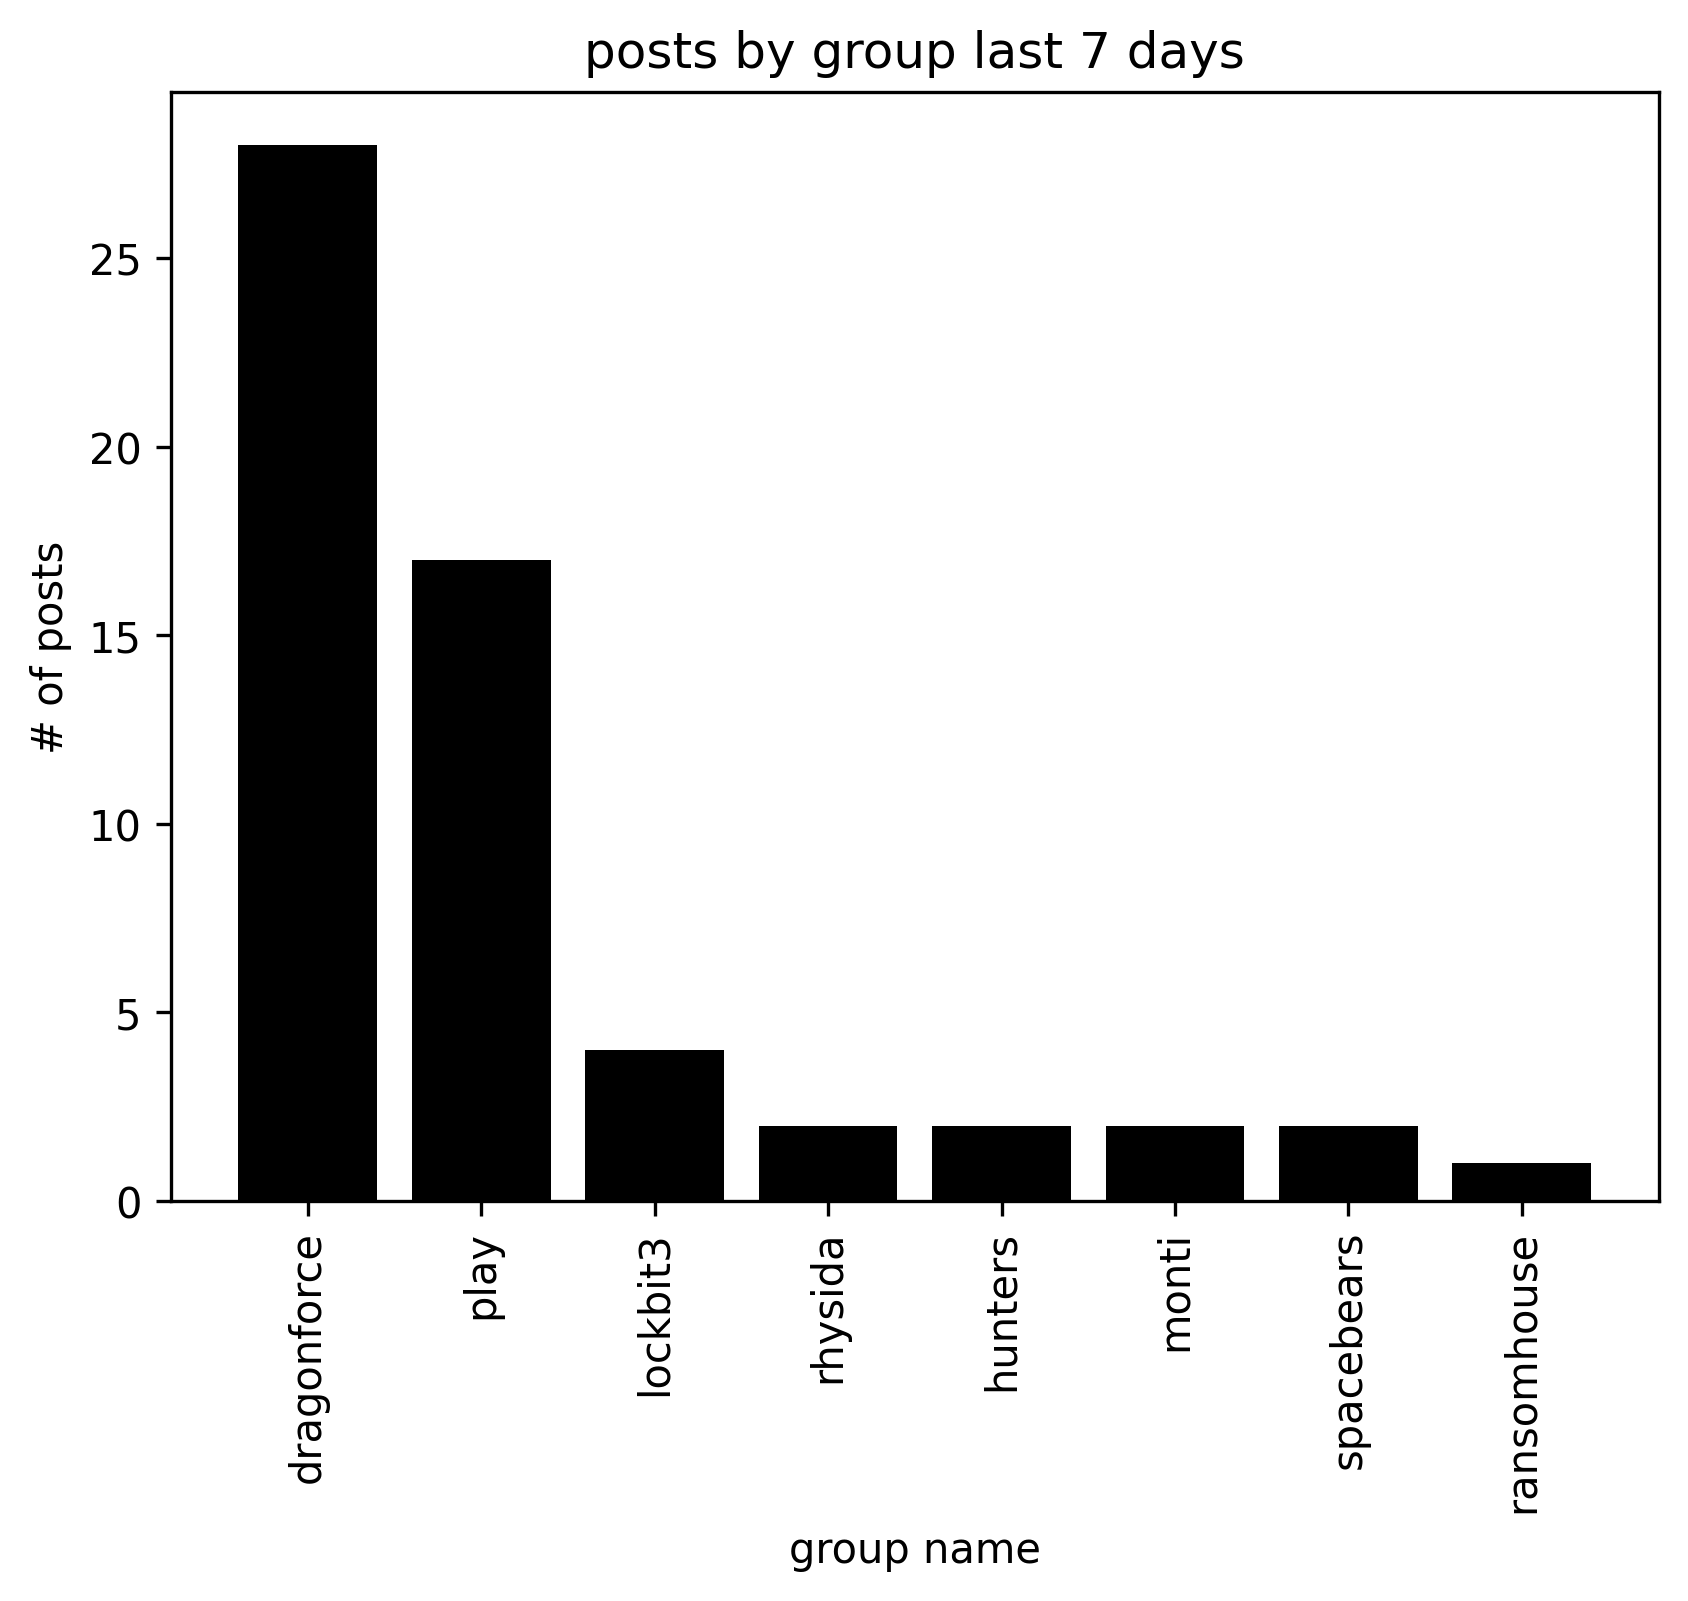 posts by group last 7 days
# of posts
25
20
15
10
5
0
dragonforce
play
lockbit3
rhysida
hunters
monti
spacebears
ransomhouse
group name